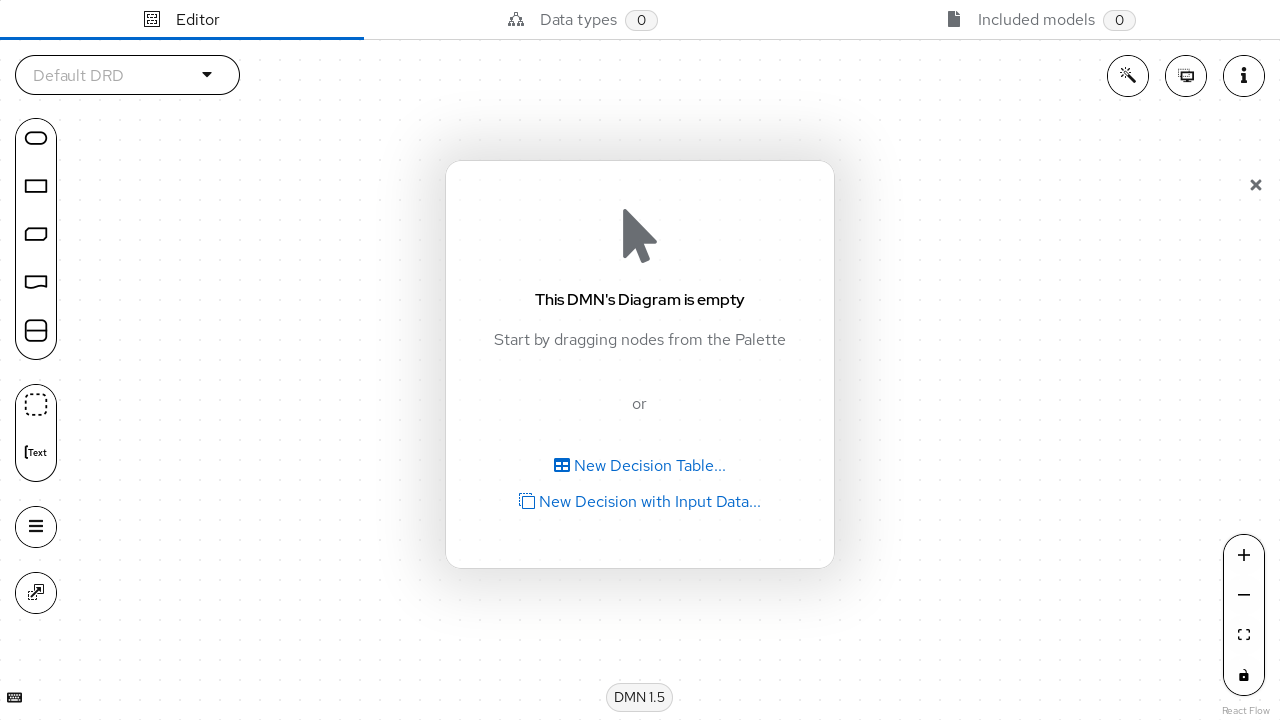 Editor
Data types 0
Included models 0
Default DRD
This DMN's Diagram is empty
Start by dragging nodes from the Palette
or
New Decision Table...
New Decision with Input Data...
Text
DMN 1.5
React Flow